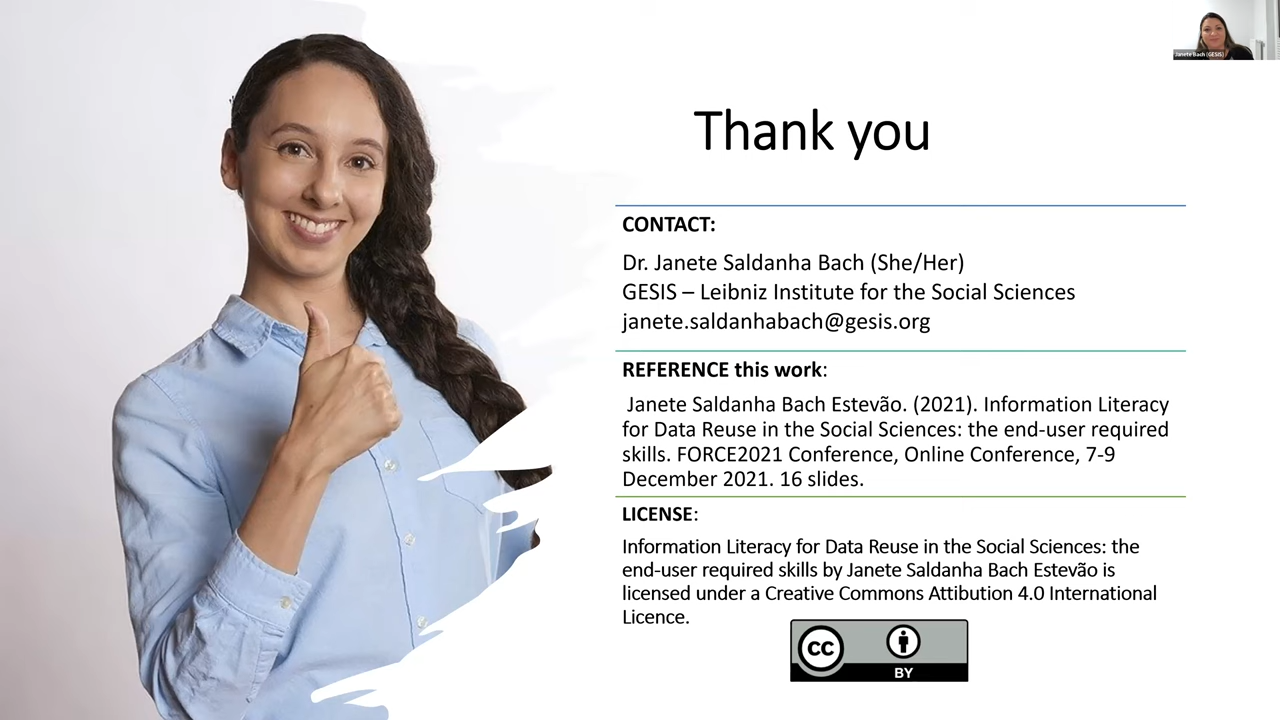 Janete Bach (GESIS)
Thank you
CONTACT:
Dr. Janete Saldanha Bach (She/Her)
GESIS – Leibniz Institute for the Social Sciences
janete.saldanhabach@gesis.org
REFERENCE this work:
Janete Saldanha Bach Estevão. (2021). Information Literacy
for Data Reuse in the Social Sciences: the end-user required
skills. FORCE2021 Conference, Online Conference, 7-9
December 2021. 16 slides.
LICENSE:
Information Literacy for Data Reuse in the Social Sciences: the
end-user required skills by Janete Saldanha Bach Estevão is
licensed under a Creative Commons Attibution 4.0 International
Licence.
CC
BY